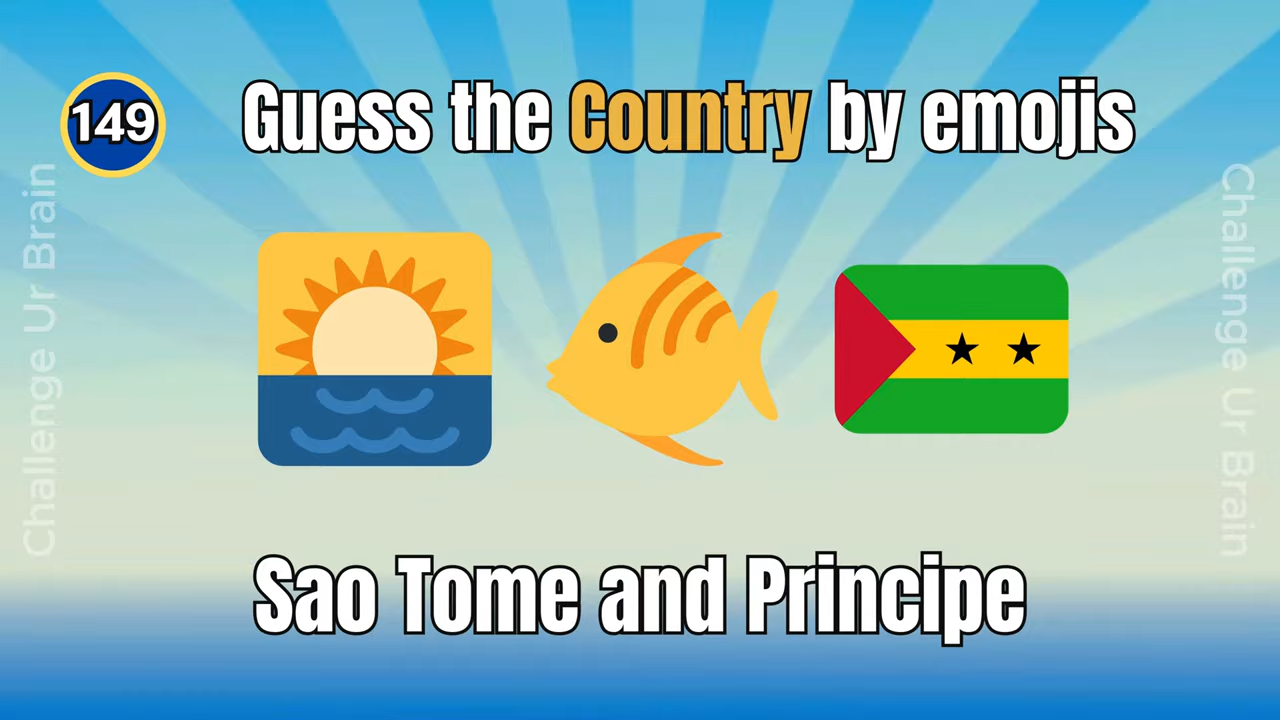 149
Guess the Country by emojis
Challenge Ur Brain
Challenge Ur Brain
Sao Tome and Principe